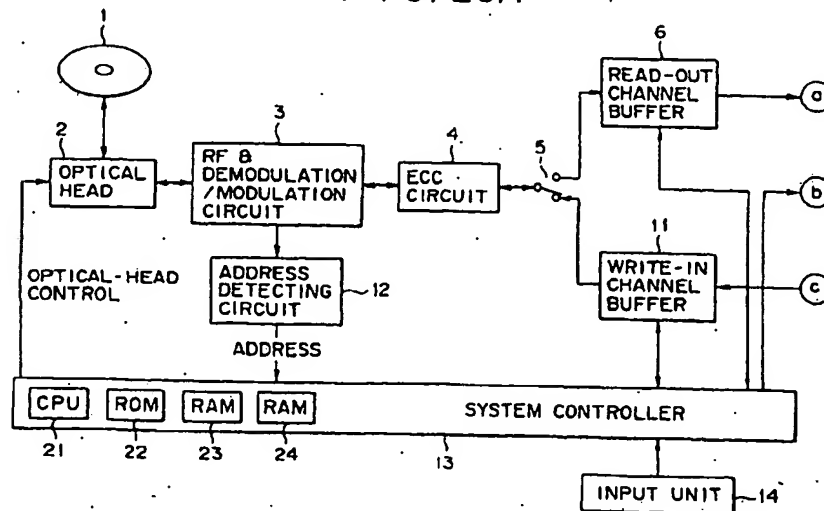 1
6
READ-OUT
CHANNEL
BUFFER
a
2
OPTICAL
HEAD
3
RF &
DEMODULATION
/MODULATION
CIRCUIT
4
ECC
CIRCUIT
5
b
11
WRITE-IN
CHANNEL
BUFFER
c
OPTICAL-HEAD
CONTROL
ADDRESS
DETECTING
CIRCUIT
12
ADDRESS
CPU
ROM
RAM
RAM
SYSTEM CONTROLLER
21
22
23
24
13
INPUT UNIT
14